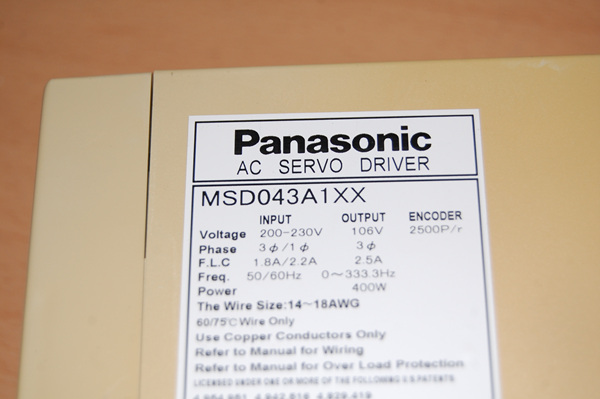 Panasonic
AC SERVO DRIVER
MSD043A1XX
INPUT OUTPUT ENCODER
Voltage 200-230V 106V 2500P/r
Phase 3ϕ/1ϕ 3ϕ
F.L.C 1.8A/2.2A 2.5A
Freq. 50/60Hz 0~333.3Hz
Power 400W
The Wire Size:14~18AWG
60/75℃ Wire Only
Use Copper Conductors Only
Refer to Manual for Wiring
Refer to Manual for Over Load Protection
LICENSED UNDER ONE OR MORE OF THE FOLLOWING U.S.PATENTS